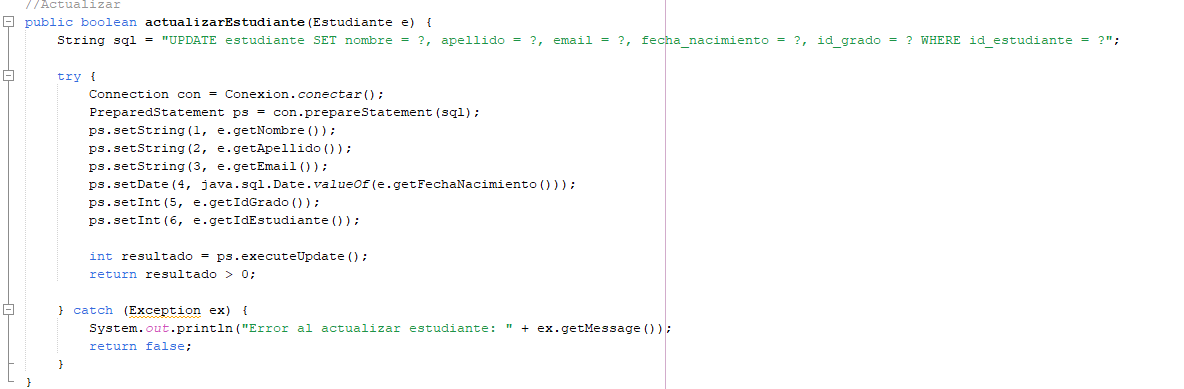 //Actualizar
public boolean actualizarEstudiante(Estudiante e) {
String sql = "UPDATE estudiante SET nombre = ?, apellido = ?, email = ?, fecha_nacimiento = ?, id_grado = ? WHERE id_estudiante = ?";
try {
Connection con = Conexion.conectar();
PreparedStatement ps = con.prepareStatement(sql);
ps.setString(1, e.getNombre());
ps.setString(2, e.getApellido());
ps.setString(3, e.getEmail());
ps.setDate(4, java.sql.Date.valueOf(e.getFechaNacimiento()));
ps.setInt(5, e.getIdGrado());
ps.setInt(6, e.getIdEstudiante());
int resultado = ps.executeUpdate();
return resultado > 0;
} catch (Exception ex) {
System.out.println("Error al actualizar estudiante: " + ex.getMessage());
return false;
}
}